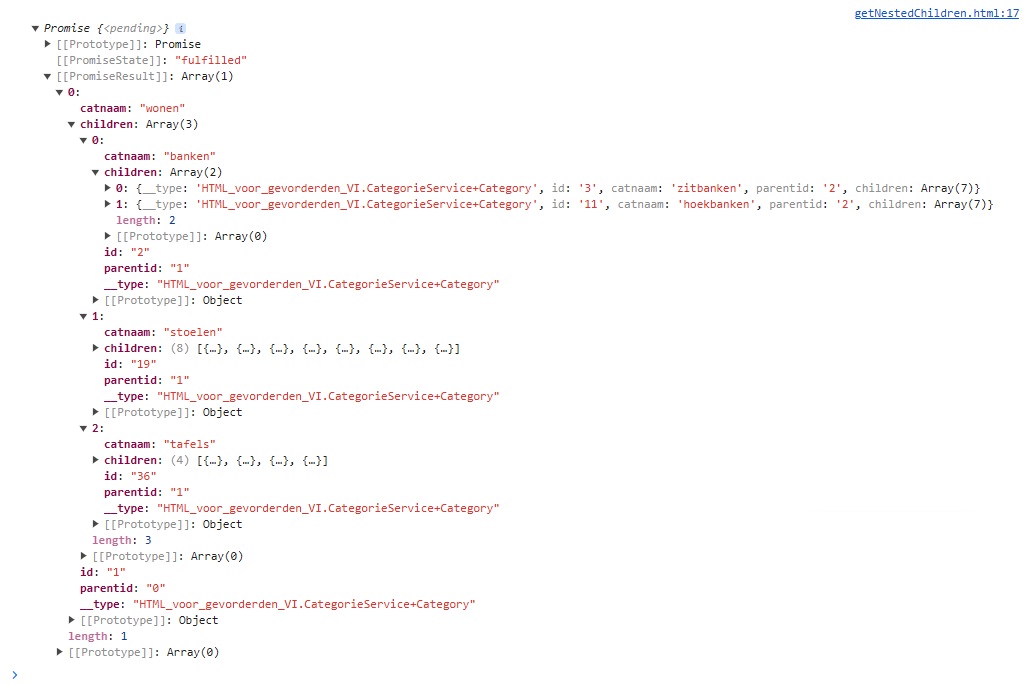 getNestedChildren.html:17
▼ Promise {<pending>} i
▶ [[Prototype]]: Promise
[[PromiseState]]: "fulfilled"
▼ [[PromiseResult]]: Array(1)
▼ 0:
catnaam: "wonen"
▼ children: Array(3)
▼ 0:
catnaam: "banken"
▼ children: Array(2)
▶ 0: {__type: 'HTML_voor_gevorderden_VI.CategorieService+Category', id: '3', catnaam: 'zitbanken', parentid: '2', children: Array(7)}
▶ 1: {__type: 'HTML_voor_gevorderden_VI.CategorieService+Category', id: '11', catnaam: 'hoekbanken', parentid: '2', children: Array(7)}
length: 2
▶ [[Prototype]]: Array(0)
id: "2"
parentid: "1"
__type: "HTML_voor_gevorderden_VI.CategorieService+Category"
▶ [[Prototype]]: Object
▼ 1:
catnaam: "stoelen"
▶ children: (8) [{…}, {…}, {…}, {…}, {…}, {…}, {…}, {…}]
id: "19"
parentid: "1"
__type: "HTML_voor_gevorderden_VI.CategorieService+Category"
▶ [[Prototype]]: Object
▼ 2:
catnaam: "tafels"
▶ children: (4) [{…}, {…}, {…}, {…}]
id: "36"
parentid: "1"
__type: "HTML_voor_gevorderden_VI.CategorieService+Category"
▶ [[Prototype]]: Object
length: 3
▶ [[Prototype]]: Array(0)
id: "1"
parentid: "0"
__type: "HTML_voor_gevorderden_VI.CategorieService+Category"
▶ [[Prototype]]: Object
length: 1
▶ [[Prototype]]: Array(0)
>